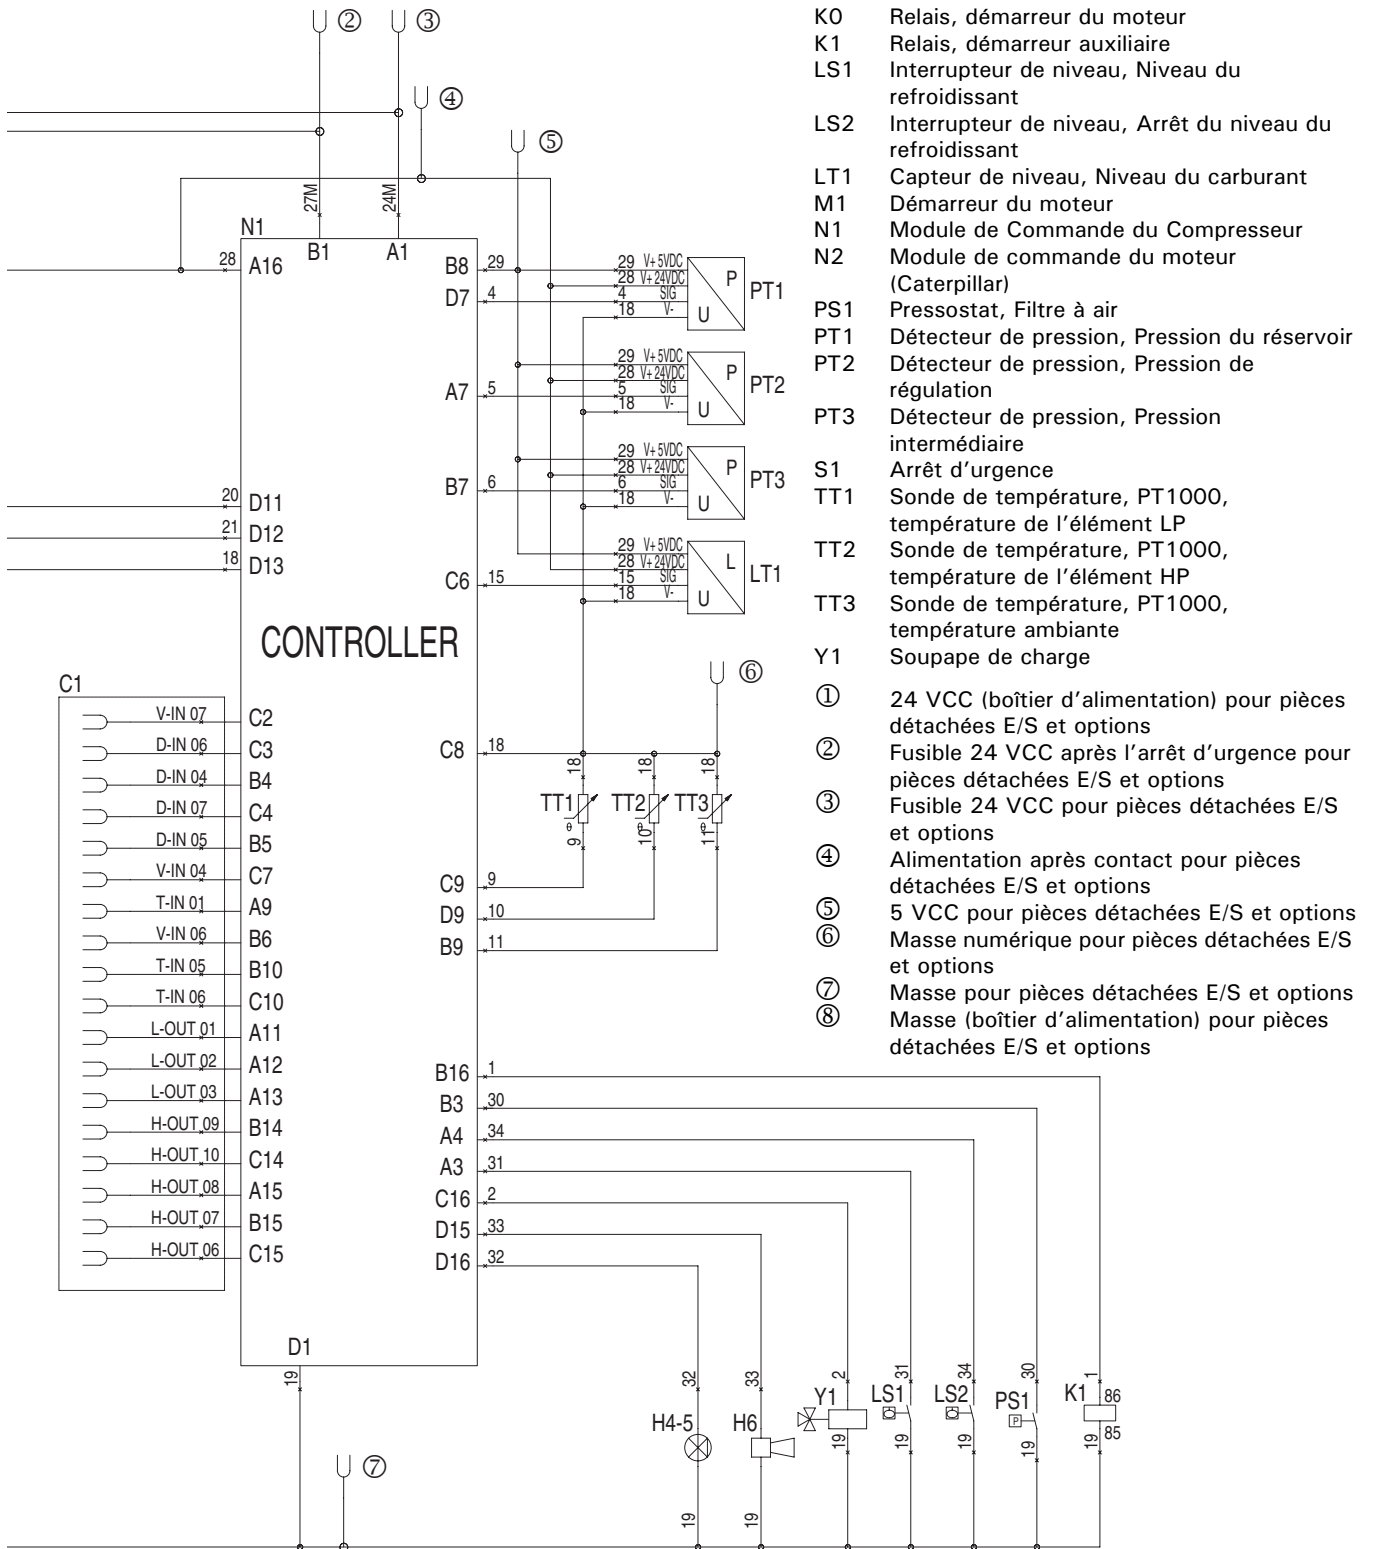 ② ③
④
⑤
27M 24M
N1
B1 A1
28 A16
B8 29
D7 4
29 V+ 5VDC
28 V+ 24VDC
4 SIG
18 V-
P
U
PT1
A7 5
29 V+ 5VDC
28 V+ 24VDC
5 SIG
18 V-
P
U
PT2
B7 6
29 V+ 5VDC
28 V+ 24VDC
6 SIG
18 V-
P
U
PT3
20 D11
21 D12
18 D13
C6 15
29 V+ 5VDC
28 V+ 24VDC
15 SIG
18 V-
L
U
LT1
CONTROLLER
⑥
C1
V-IN 07 C2
D-IN 06 C3
D-IN 04 B4
D-IN 07 C4
D-IN 05 B5
V-IN 04 C7
T-IN 01 A9
V-IN 06 B6
T-IN 05 B10
T-IN 06 C10
L-OUT 01 A11
L-OUT 02 A12
L-OUT 03 A13
H-OUT 09 B14
H-OUT 10 C14
H-OUT 08 A15
H-OUT 07 B15
H-OUT 06 C15
C8 18
18 18 18
TT1 TT2 TT3
θ θ θ
9 10 11
C9 9
D9 10
B9 11
B16 1
B3 30
A4 34
A3 31
C16 2
D15 33
D16 32
D1
19
⑦
32 33 2 31 34 30 1
H4-5 H6 Y1 LS1 LS2 PS1 K1 86
P
85
19 19 19 19 19 19 19
K0 Relais, démarreur du moteur
K1 Relais, démarreur auxiliaire
LS1 Interrupteur de niveau, Niveau du
refroidissant
LS2 Interrupteur de niveau, Arrêt du niveau du
refroidissant
LT1 Capteur de niveau, Niveau du carburant
M1 Démarreur du moteur
N1 Module de Commande du Compresseur
N2 Module de commande du moteur
(Caterpillar)
PS1 Pressostat, Filtre à air
PT1 Détecteur de pression, Pression du réservoir
PT2 Détecteur de pression, Pression de
régulation
PT3 Détecteur de pression, Pression
intermédiaire
S1 Arrêt d'urgence
TT1 Sonde de température, PT1000,
température de l'élément LP
TT2 Sonde de température, PT1000,
température de l'élément HP
TT3 Sonde de température, PT1000,
température ambiante
Y1 Soupape de charge
① 24 VCC (boîtier d'alimentation) pour pièces
détachées E/S et options
② Fusible 24 VCC après l'arrêt d'urgence pour
pièces détachées E/S et options
③ Fusible 24 VCC pour pièces détachées E/S
et options
④ Alimentation après contact pour pièces
détachées E/S et options
⑤ 5 VCC pour pièces détachées E/S et options
⑥ Masse numérique pour pièces détachées E/S
et options
⑦ Masse pour pièces détachées E/S et options
⑧ Masse (boîtier d'alimentation) pour pièces
détachées E/S et options